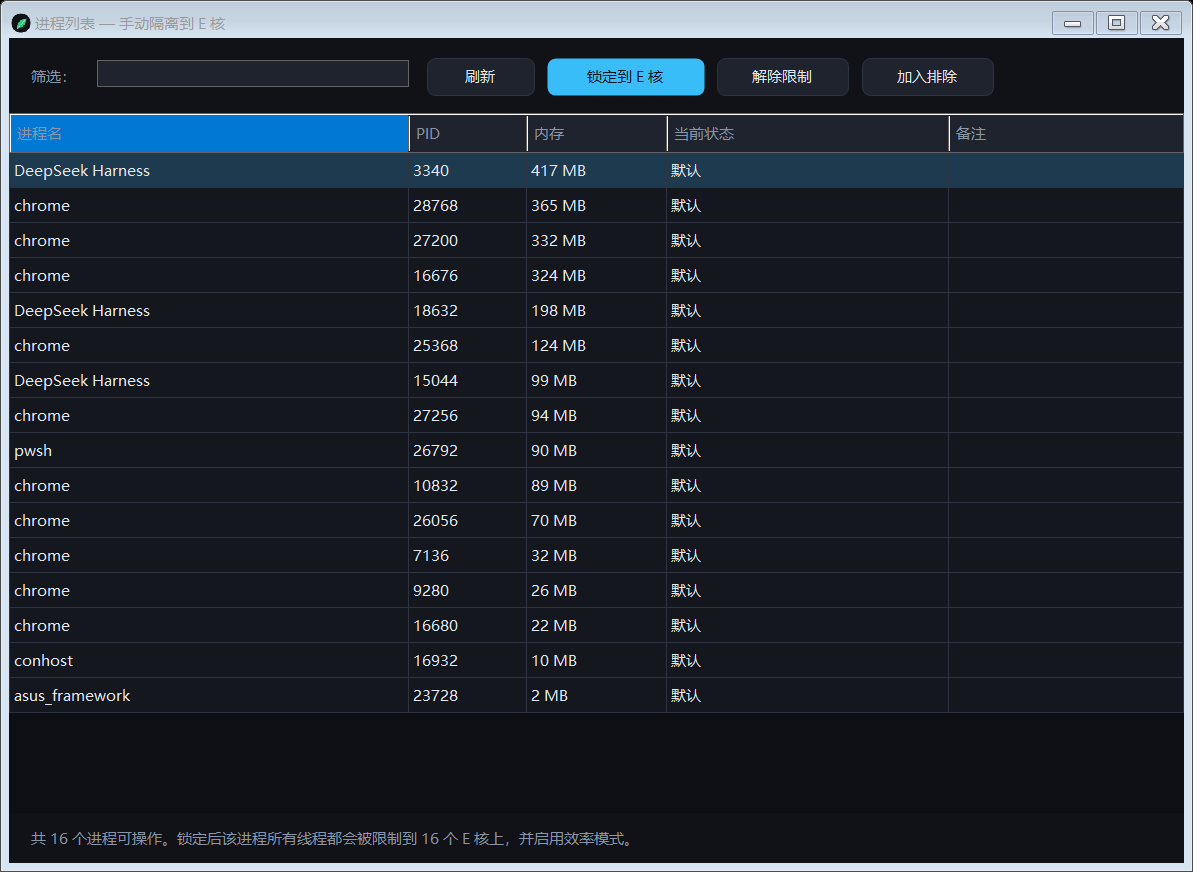 进程列表 — 手动隔离到 E 核
筛选: 刷新 锁定到 E 核 解除限制 加入排除
进程名 PID 内存 当前状态 备注
DeepSeek Harness 3340 417 MB 默认
chrome 28768 365 MB 默认
chrome 27200 332 MB 默认
chrome 16676 324 MB 默认
DeepSeek Harness 18632 198 MB 默认
chrome 25368 124 MB 默认
DeepSeek Harness 15044 99 MB 默认
chrome 27256 94 MB 默认
pwsh 26792 90 MB 默认
chrome 10832 89 MB 默认
chrome 26056 70 MB 默认
chrome 7136 32 MB 默认
chrome 9280 26 MB 默认
chrome 16680 22 MB 默认
conhost 16932 10 MB 默认
asus_framework 23728 2 MB 默认
共 16 个进程可操作。锁定后该进程所有线程都会被限制到 16 个 E 核上，并启用效率模式。